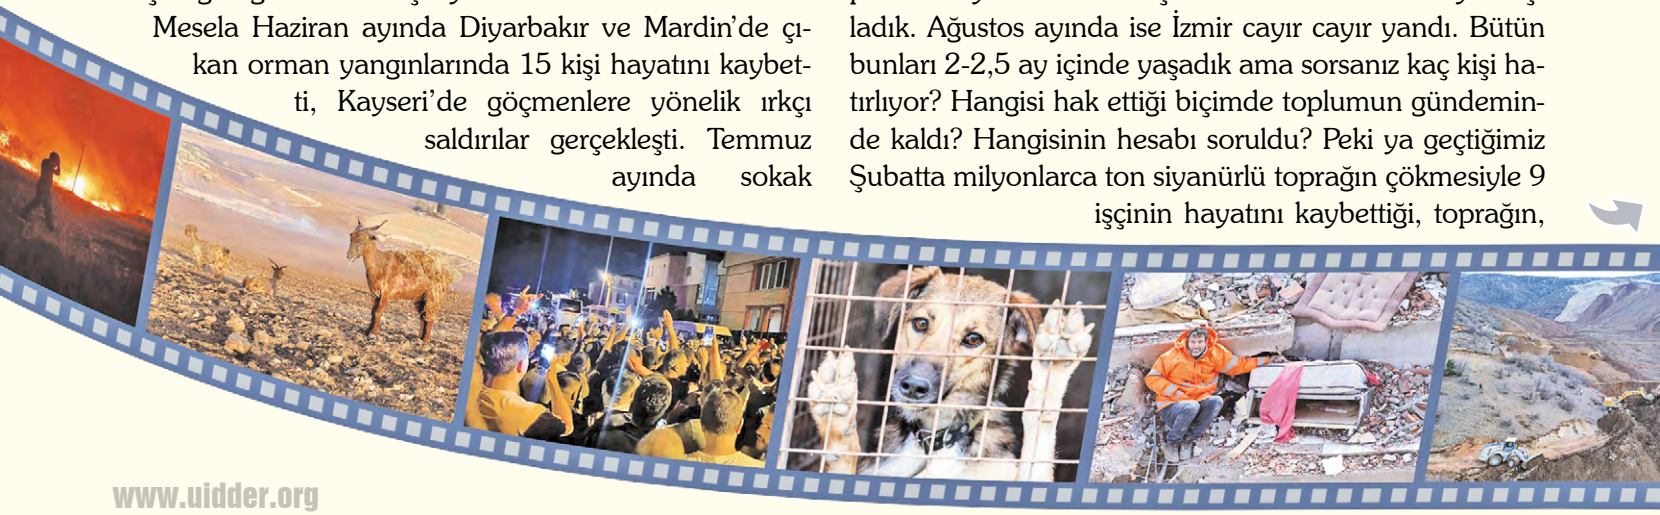 Mesela Haziran ayında Diyarbakır ve Mardin’de çı-
kan orman yangınlarında 15 kişi hayatını kaybet-
ti, Kayseri’de göçmenlere yönelik ırkçı
saldırılar gerçekleşti. Temmuz
ayında sokak
ladık. Ağustos ayında ise İzmir cayır cayır yandı. Bütün
bunları 2-2,5 ay içinde yaşadık ama sorsanız kaç kişi ha-
tırlıyor? Hangisi hak ettiği biçimde toplumun gündemin-
de kaldı? Hangisinin hesabı soruldu? Peki ya geçtiğimiz
Şubatta milyonlarca ton siyanürlü toprağın çökmesiyle 9
işçinin hayatını kaybettiği, toprağın,
www.uidder.org